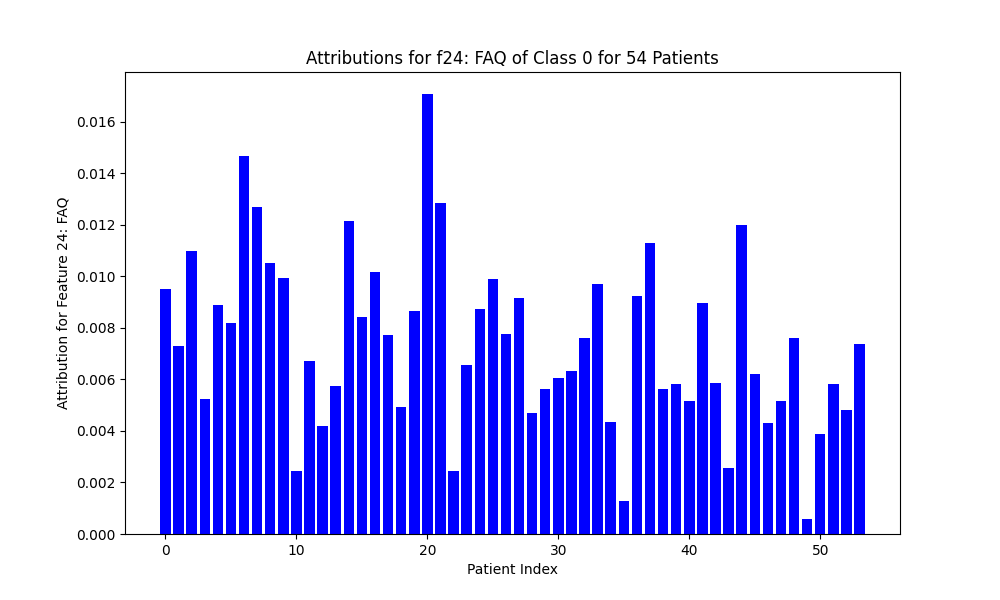 Attributions for f24: FAQ of Class 0 for 54 Patients
Attribution for Feature 24: FAQ
0.016
0.014
0.012
0.010
0.008
0.006
0.004
0.002
0.000
0 10 20 30 40 50
Patient Index